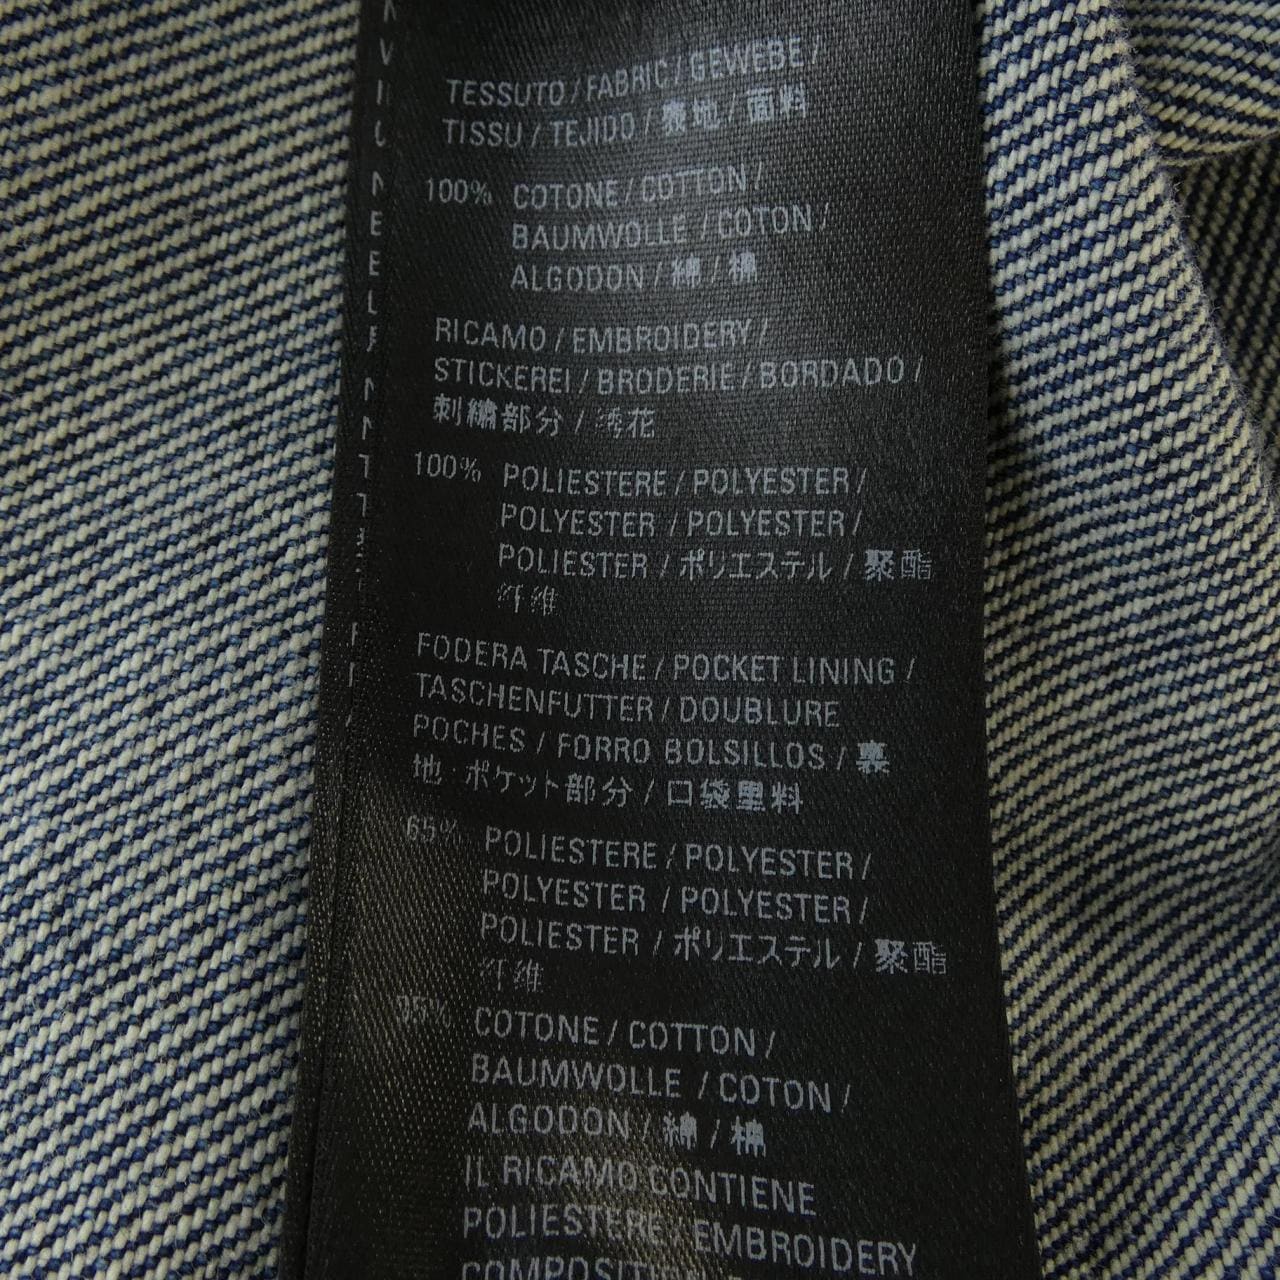 TESSUTO / FABRIC / GEWEBE /
TISSU / TEJIDO / 表地 / 面料
100% COTONE / COTTON /
BAUMWOLLE / COTON /
ALGODON / 綿 / 棉
RICAMO / EMBROIDERY /
STICKEREI / BRODERIE / BORDADO /
刺繍部分 / 绣花
100% POLIESTERE / POLYESTER /
POLYESTER / POLYESTER /
POLIESTER / ポリエステル / 聚酯
纤维
FODERA TASCHE / POCKET LINING /
TASCHENFUTTER / DOUBLURE
POCHES / FORRO BOLSILLOS / 裏
地・ポケット部分 / 口袋里料
65% POLIESTERE / POLYESTER /
POLYESTER / POLYESTER /
POLIESTER / ポリエステル / 聚酯
纤维
35% COTONE / COTTON /
BAUMWOLLE / COTON /
ALGODON / 綿 / 棉
IL RICAMO CONTIENE
POLIESTERE / EMBROIDERY